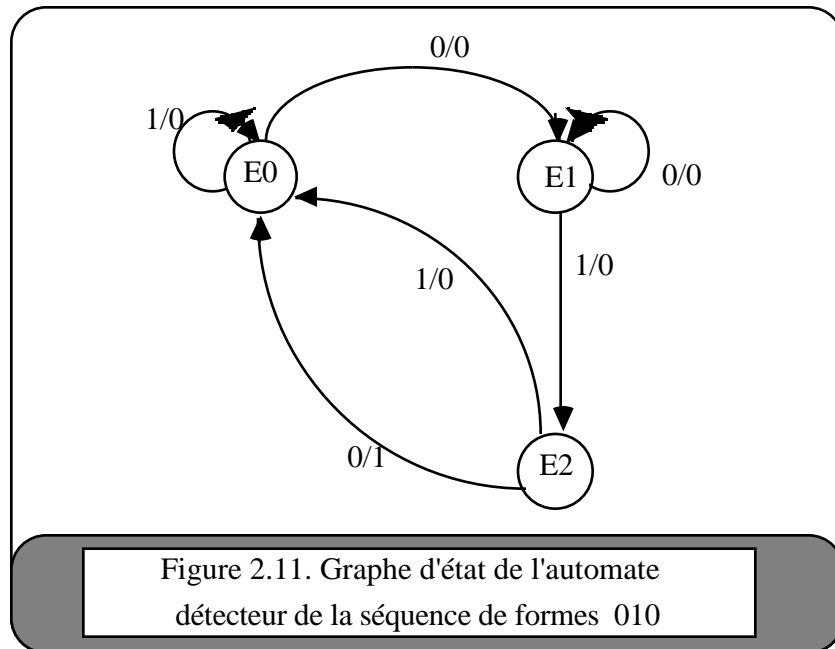 0/0
1/0
E0
E1
0/0
1/0
1/0
0/1
E2
Figure 2.11. Graphe d'état de l'automate
détecteur de la séquence de formes 010